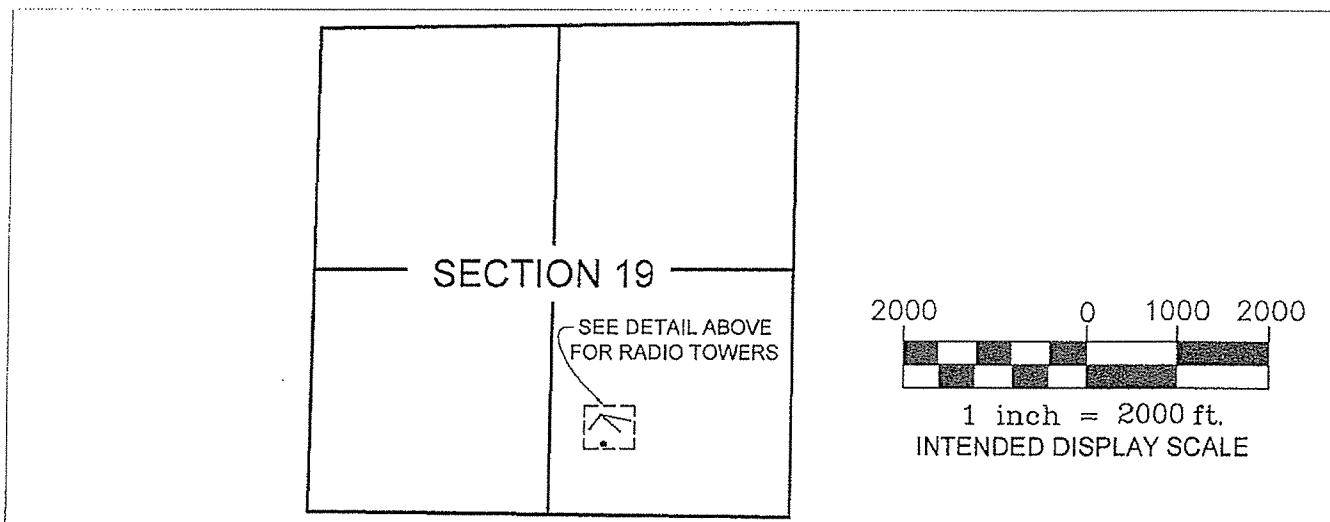 SECTION 19
SEE DETAIL ABOVE
FOR RADIO TOWERS
2000 0 1000 2000
1 inch = 2000 ft.
INTENDED DISPLAY SCALE